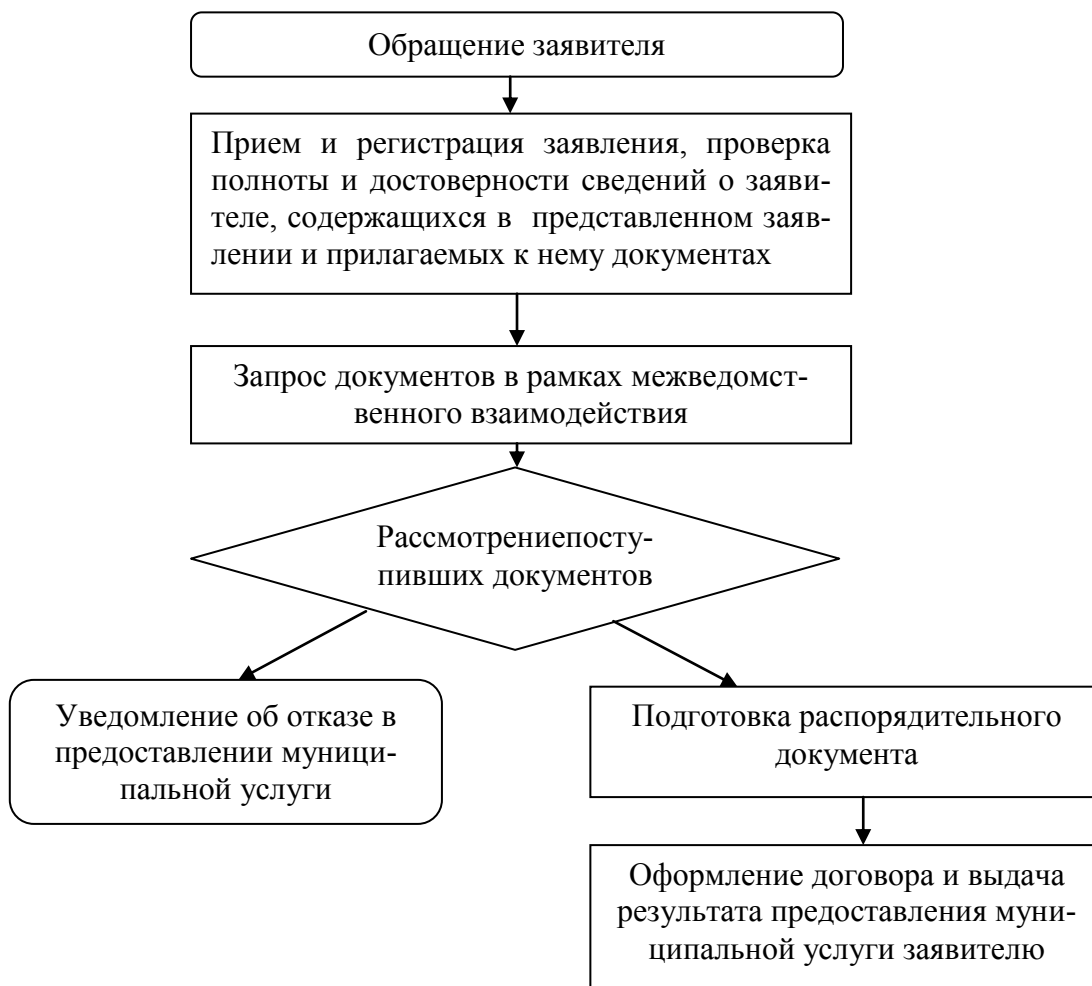 Обращение заявителя
Прием и регистрация заявления, проверка
полноты и достоверности сведений о заяви-
теле, содержащихся в представленном заяв-
лении и прилагаемых к нему документах
Запрос документов в рамках межведомст-
венного взаимодействия
Рассмотрениепосту-
пивших документов
Уведомление об отказе в
предоставлении муници-
пальной услуги
Подготовка распорядительного
документа
Оформление договора и выдача
результата предоставления муни-
ципальной услуги заявителю